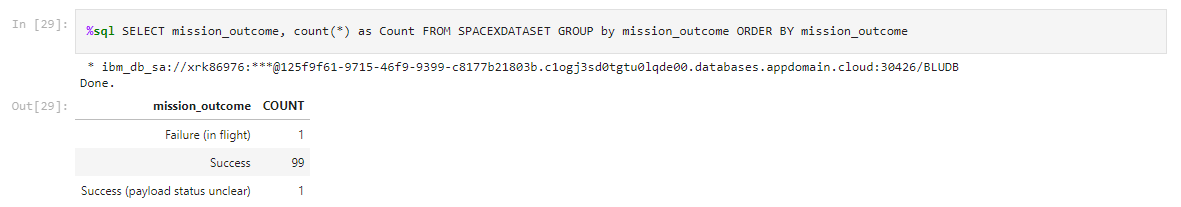 In [29]: %sql SELECT mission_outcome, count(*) as Count FROM SPACEXDATASET GROUP by mission_outcome ORDER BY mission_outcome
* ibm_db_sa://xrk86976:***@125f9f61-9715-46f9-9399-c8177b21803b.c1ogj3sd0tgtu0lqde00.databases.appdomain.cloud:30426/BLUDB
Done.
Out[29]: mission_outcome COUNT
Failure (in flight) 1
Success 99
Success (payload status unclear) 1